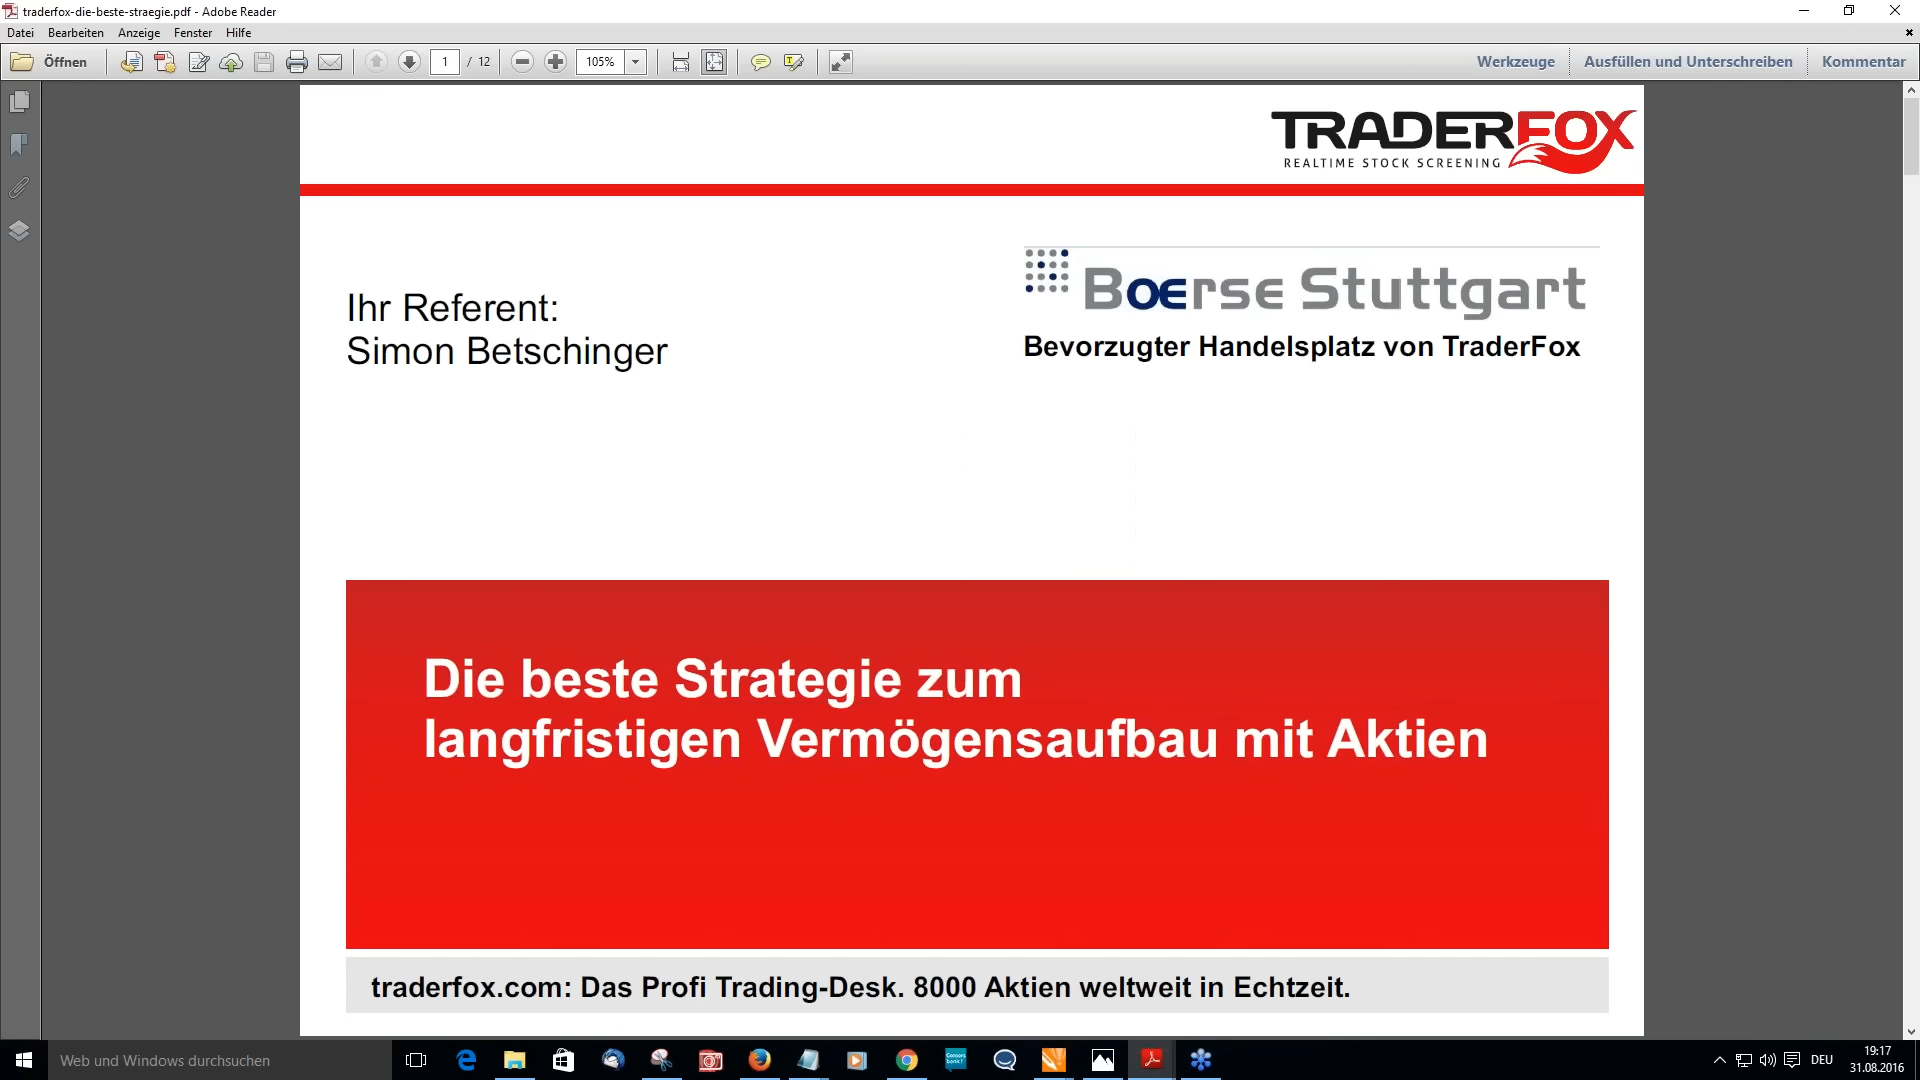 traderfox-die-beste-straegie.pdf - Adobe Reader
Datei Bearbeiten Anzeige Fenster Hilfe
Öffnen 1 / 12 105% Werkzeuge Ausfüllen und Unterschreiben Kommentar
TRADERFOX
REALTIME STOCK SCREENING
Boerse Stuttgart
Bevorzugter Handelsplatz von TraderFox
Ihr Referent:
Simon Betschinger
Die beste Strategie zum
langfristigen Vermögensaufbau mit Aktien
traderfox.com: Das Profi Trading-Desk. 8000 Aktien weltweit in Echtzeit.
Web und Windows durchsuchen
Consors
bank!
DEU
19:17
31.08.2016